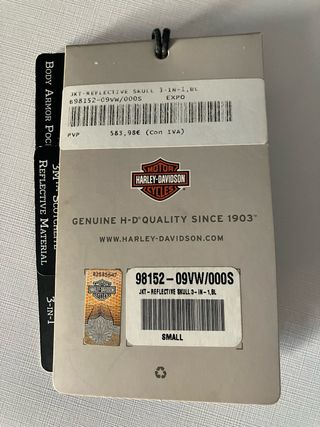 JKT-REFLECTIVE SKULL 3-IN-1,BL
698152-09VW/000S EXPO
PVP 583,98€ (Con IVA)
MOTOR
HARLEY-DAVIDSON
CYCLES
GENUINE H-D® QUALITY SINCE 1903™
WWW.HARLEY-DAVIDSON.COM
98152-09VW/000S
JKT - REFLECTIVE SKULL 3 - IN - 1,BL
SMALL
BODY ARMOR POC
REFLECTIVE MATERIAL
3-IN-1